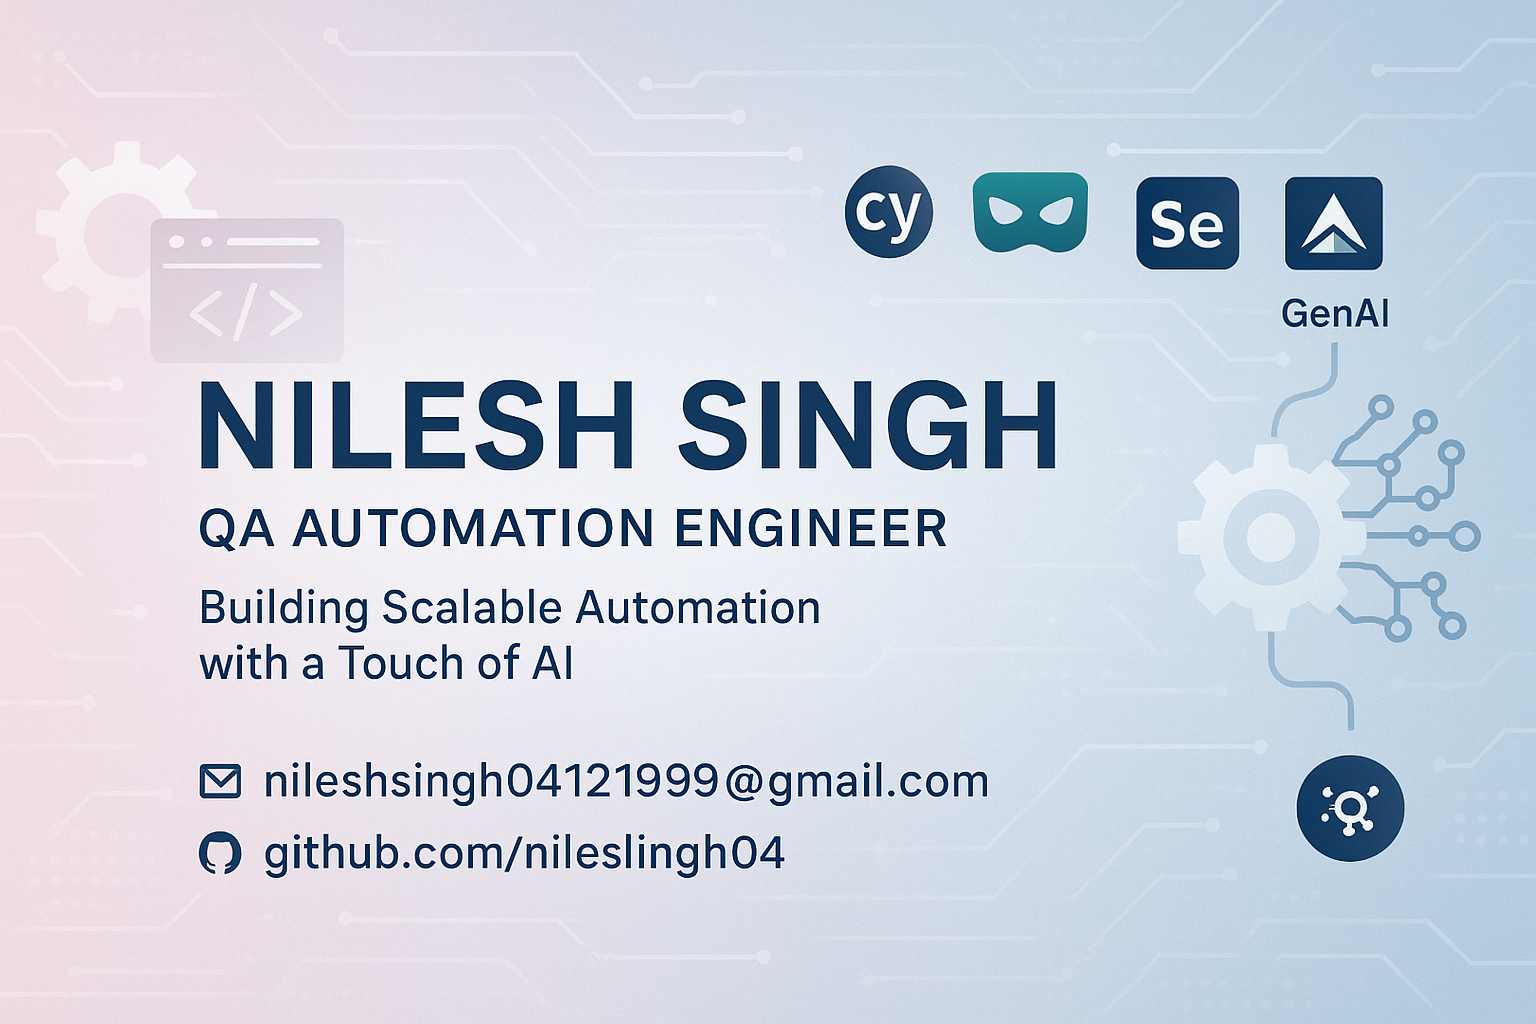 cy
Se
GenAI
</>
NILESH SINGH
QA AUTOMATION ENGINEER
Building Scalable Automation
with a Touch of AI
nileshsingh04121999@gmail.com
github.com/nileslingh04